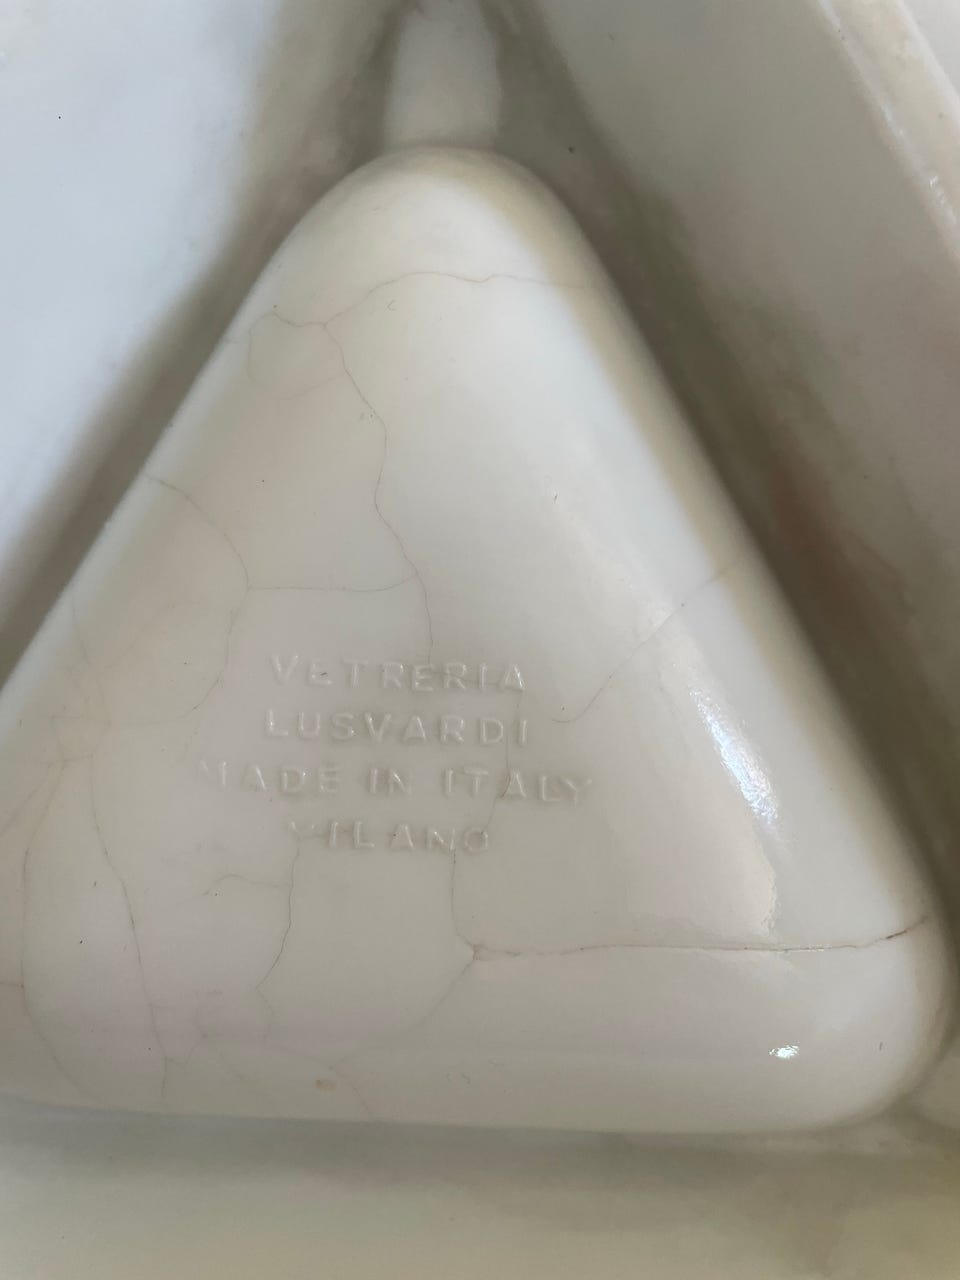 VETRERIA
LUSVARDI
MADE IN ITALY
MILANO